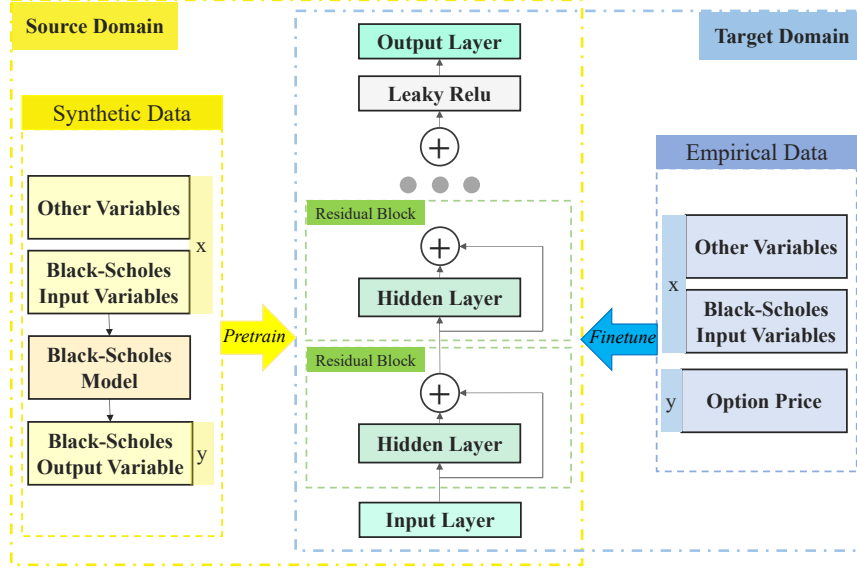 Source Domain
Synthetic Data
Other Variables
x
Black-Scholes
Input Variables
Black-Scholes
Model
Black-Scholes
Output Variable
y
Pretrain
Output Layer
Leaky Relu
Residual Block
Hidden Layer
Residual Block
Hidden Layer
Input Layer
Target Domain
Empirical Data
Other Variables
x
Black-Scholes
Input Variables
y
Option Price
Finetune